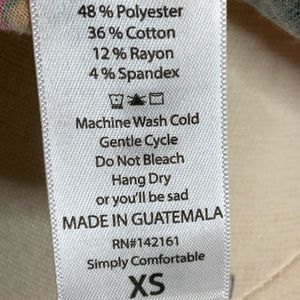 48 % Polyester
36 % Cotton
12 % Rayon
4 % Spandex
Machine Wash Cold
Gentle Cycle
Do Not Bleach
Hang Dry
or you'll be sad
MADE IN GUATEMALA
RN#142161
Simply Comfortable
XS